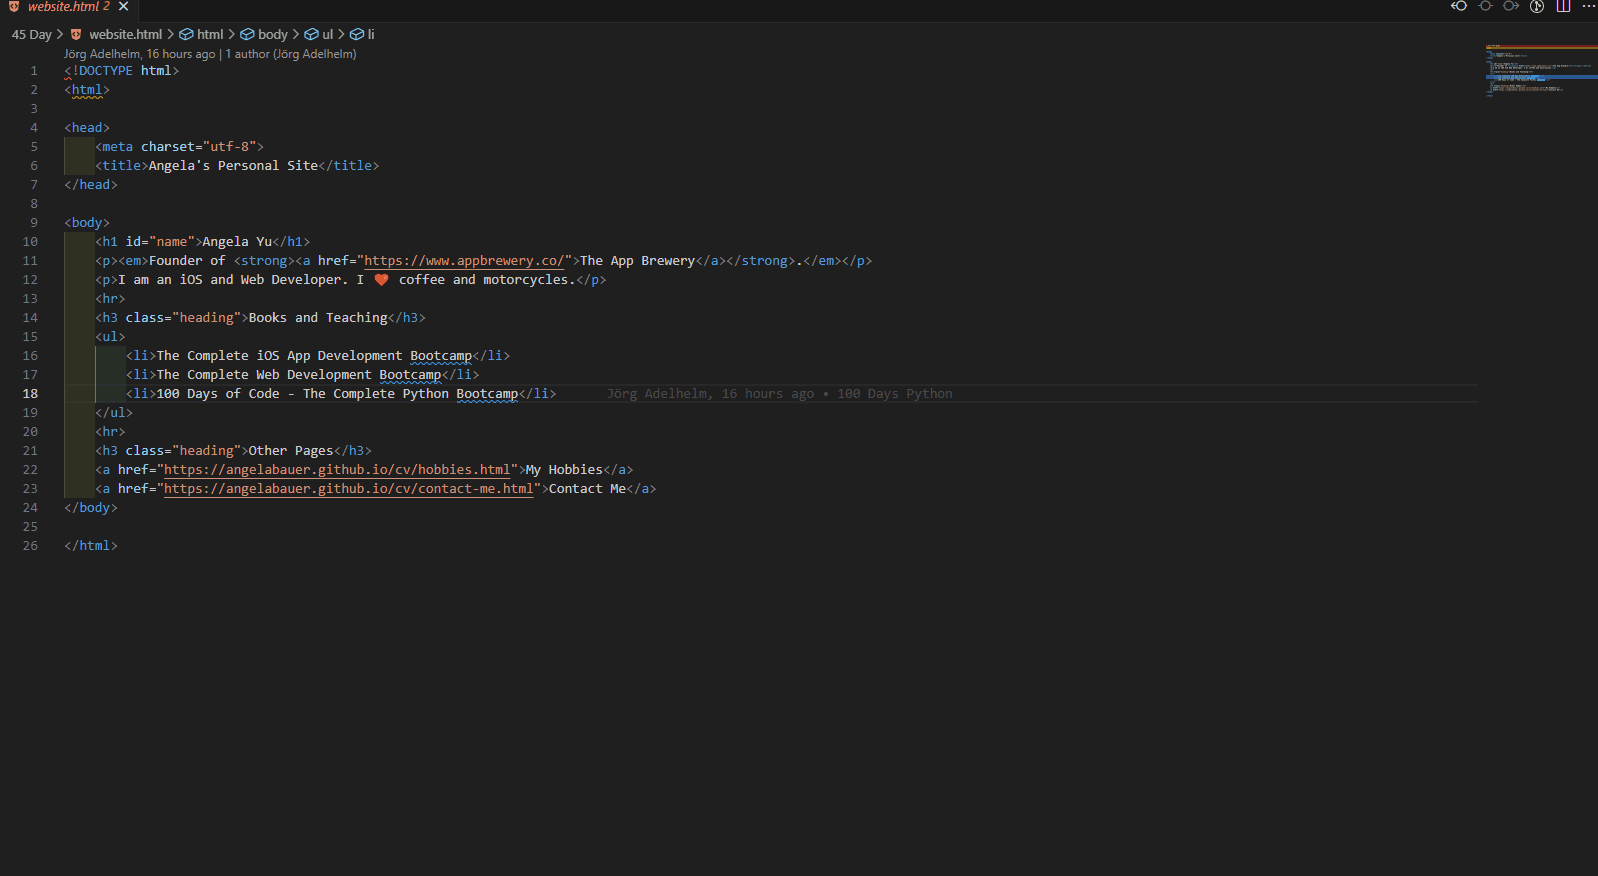 website.html 2
45 Day > website.html > html > body > ul > li
Jörg Adelhelm, 16 hours ago | 1 author (Jörg Adelhelm)
1 <!DOCTYPE html>
2 <html>
3
4 <head>
5 <meta charset="utf-8">
6 <title>Angela's Personal Site</title>
7 </head>
8
9 <body>
10 <h1 id="name">Angela Yu</h1>
11 <p><em>Founder of <strong><a href="https://www.appbrewery.co/">The App Brewery</a></strong>.</em></p>
12 <p>I am an iOS and Web Developer. I ❤️ coffee and motorcycles.</p>
13 <hr>
14 <h3 class="heading">Books and Teaching</h3>
15 <ul>
16 <li>The Complete iOS App Development Bootcamp</li>
17 <li>The Complete Web Development Bootcamp</li>
18 <li>100 Days of Code - The Complete Python Bootcamp</li> Jörg Adelhelm, 16 hours ago • 100 Days Python
19 </ul>
20 <hr>
21 <h3 class="heading">Other Pages</h3>
22 <a href="https://angelabauer.github.io/cv/hobbies.html">My Hobbies</a>
23 <a href="https://angelabauer.github.io/cv/contact-me.html">Contact Me</a>
24 </body>
25
26 </html>